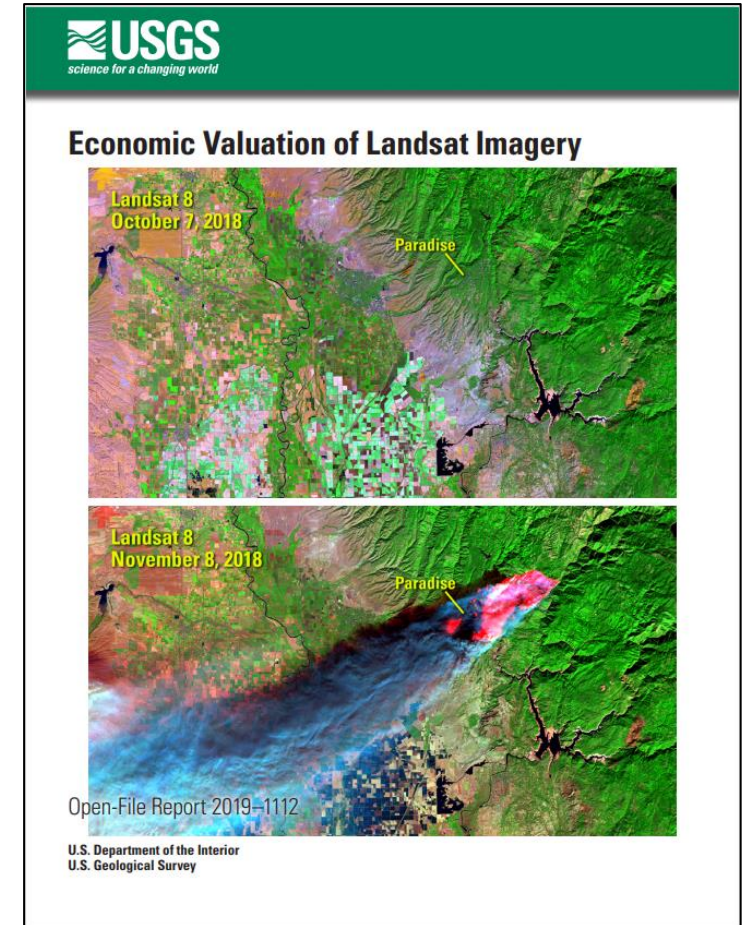 USGS
science for a changing world
Economic Valuation of Landsat Imagery
Landsat 8
October 7, 2018
Paradise
Landsat 8
November 8, 2018
Paradise
Open-File Report 2019–1112
U.S. Department of the Interior
U.S. Geological Survey